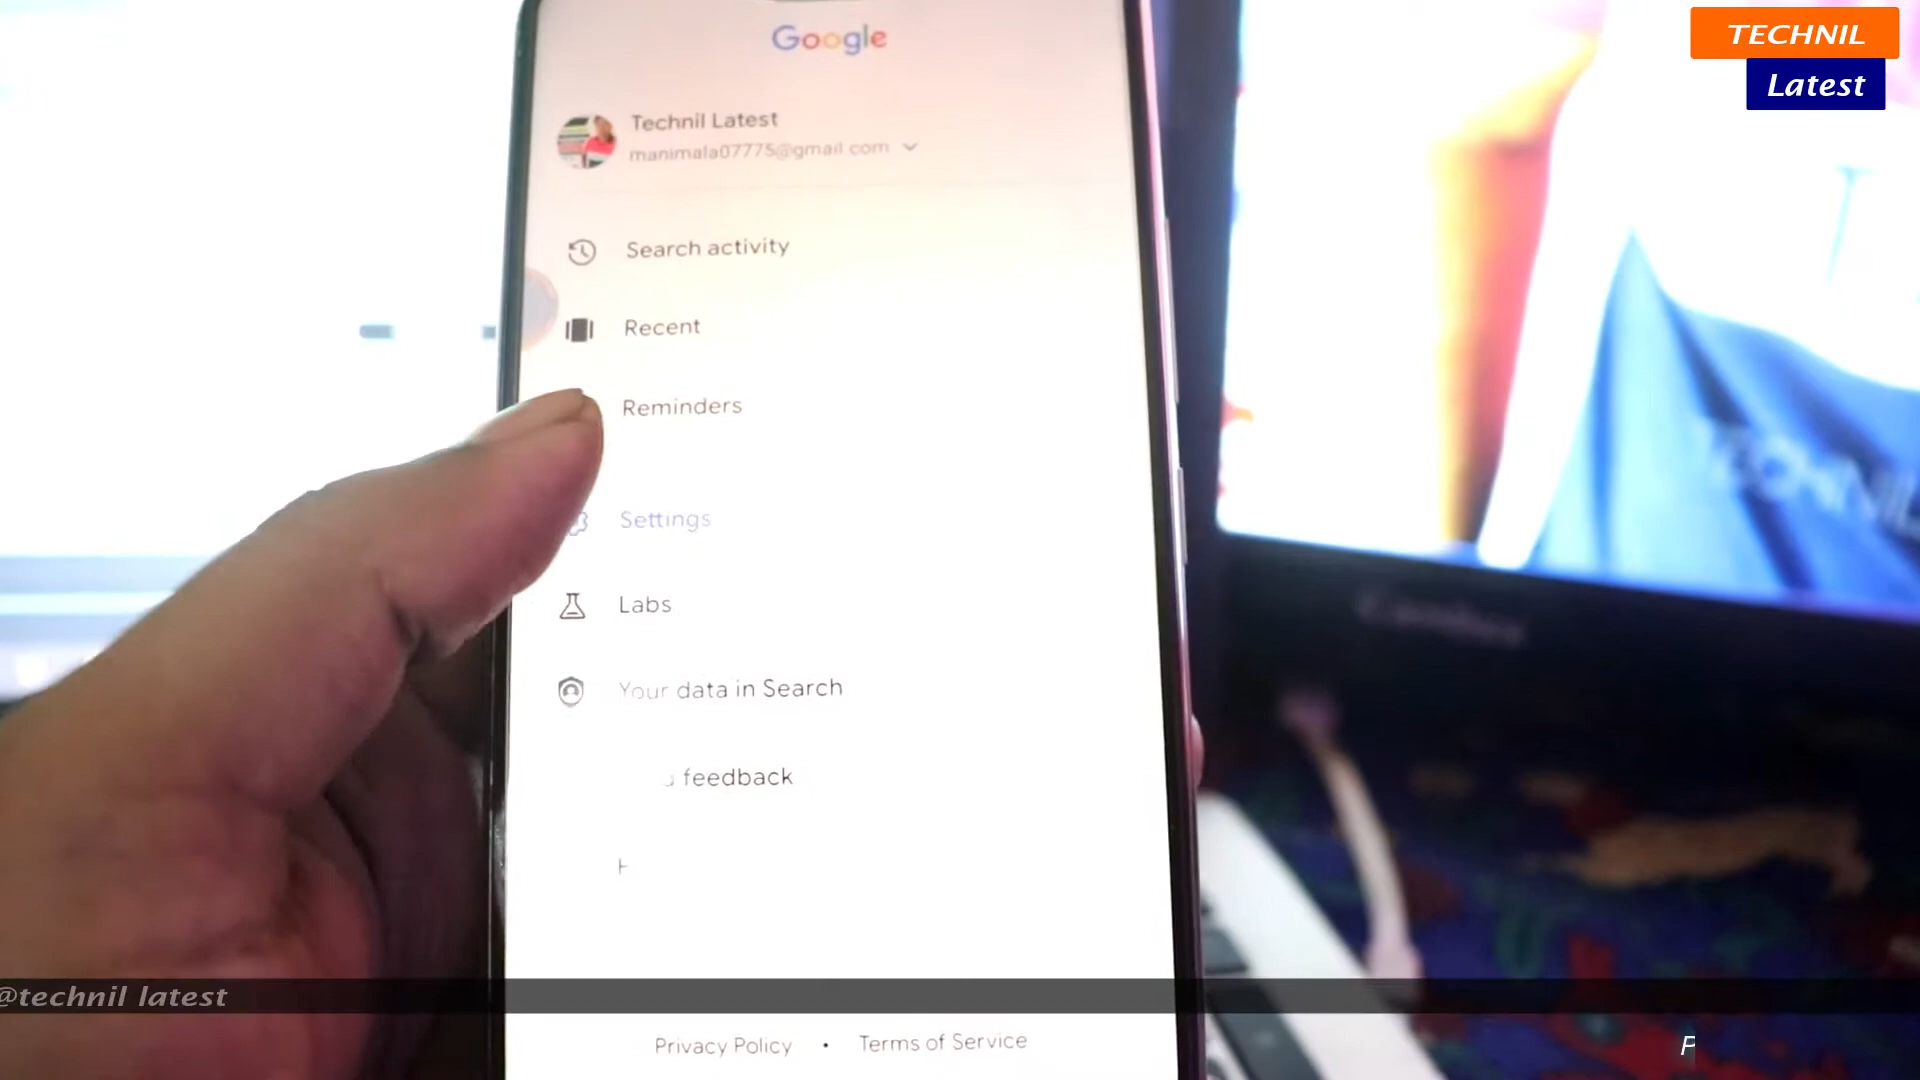 Google
TECHNIL
Latest
Technil Latest
manimala07775@gmail.com
Search activity
Recent
Reminders
Settings
Labs
Your data in Search
feedback
@technil latest
Privacy Policy • Terms of Service